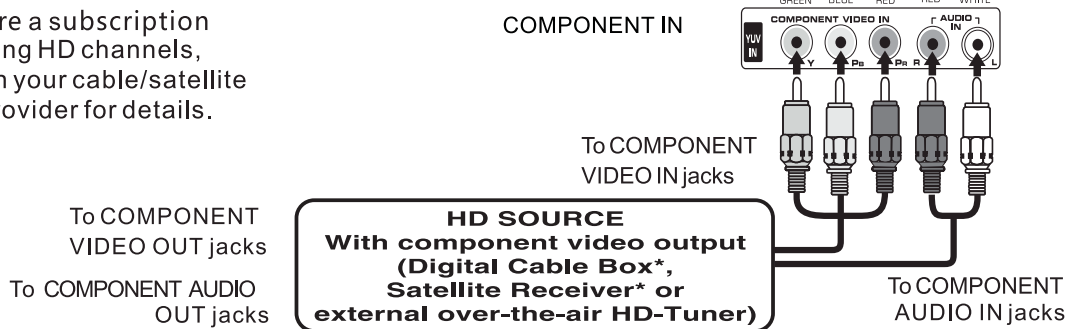 re a subscription
ng HD channels,
n your cable/satellite
ovider for details.
COMPONENT IN
GREEN BLUE RED RED WHITE
COMPONENT VIDEO IN AUDIO IN
YUV IN
Y PB PR R L
To COMPONENT
VIDEO IN jacks
To COMPONENT
VIDEO OUT jacks
To COMPONENT AUDIO
OUT jacks
HD SOURCE
With component video output
(Digital Cable Box*,
Satellite Receiver* or
external over-the-air HD-Tuner)
To COMPONENT
AUDIO IN jacks